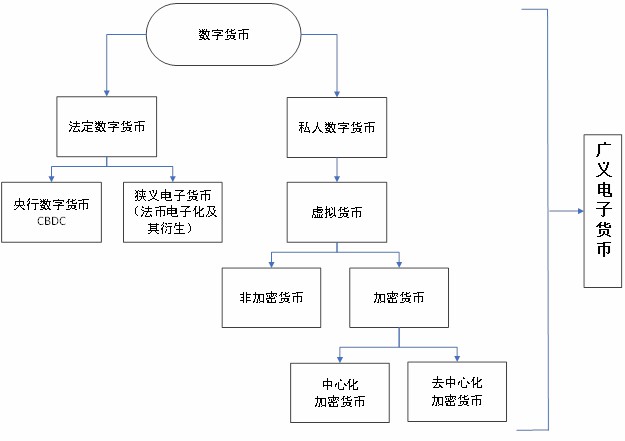 数字货币
法定数字货币
私人数字货币
央行数字货币
CBDC
狭义电子货币
（法币电子化及
其衍生）
虚拟货币
非加密货币
加密货币
中心化
加密货币
去中心化
加密货币
广义电子货币